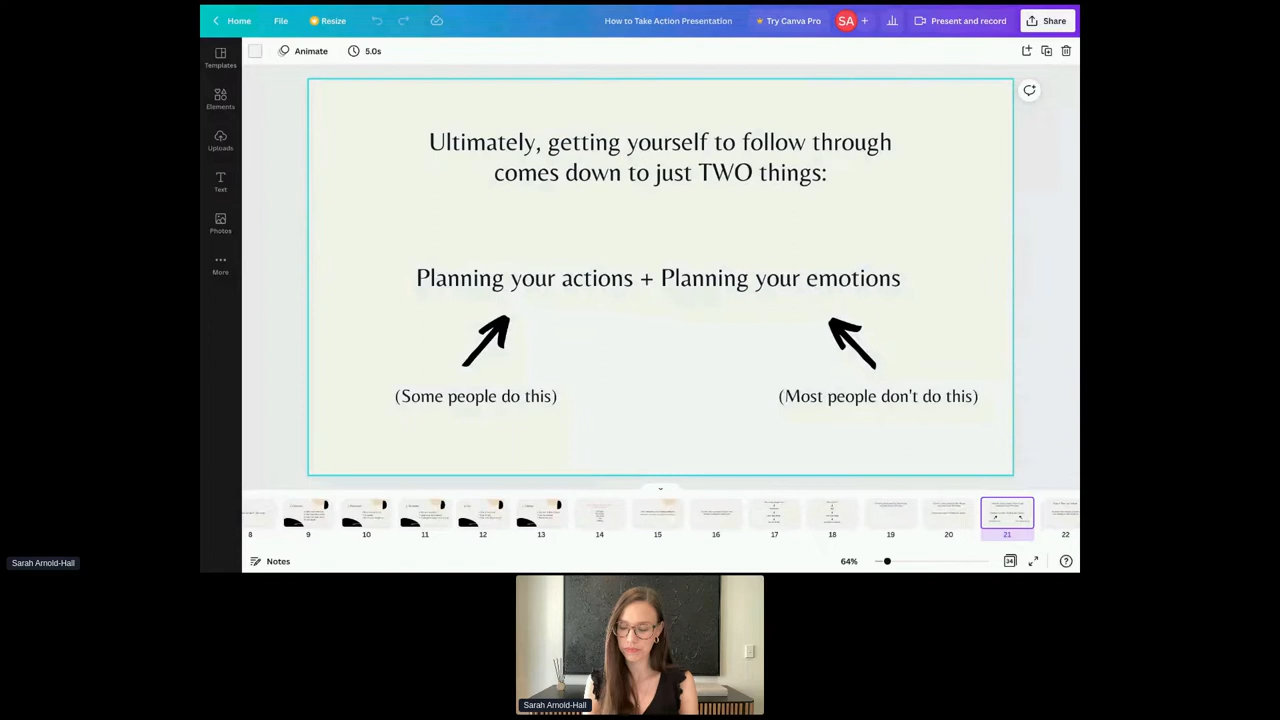 Home File Resize How to Take Action Presentation Try Canva Pro SA + Present and record Share
Animate 5.0s
Templates
Elements
Uploads
Text
Photos
More
Ultimately, getting yourself to follow through
comes down to just TWO things:
Planning your actions + Planning your emotions
(Some people do this) (Most people don't do this)
8 9 10 11 12 13 14 15 16 17 18 19 20 21 22
Notes 64% 34 ?
Sarah Arnold-Hall
Sarah Arnold-Hall